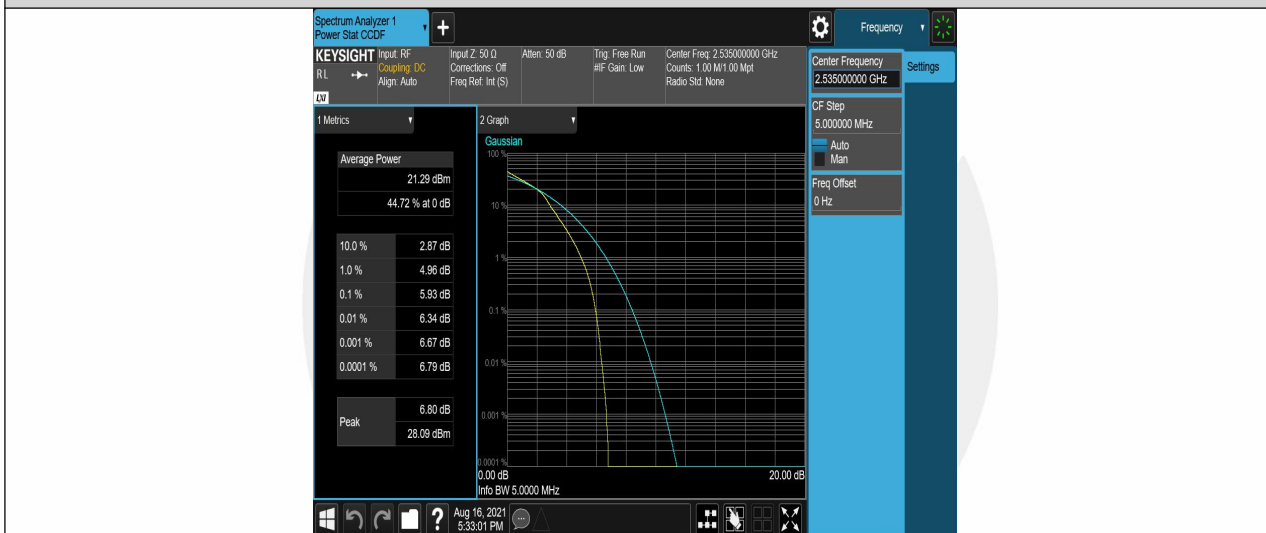 Spectrum Analyzer 1
Power Stat CCDF
+
Frequency
KEYSIGHT
RL
LXI
Input: RF
Coupling: DC
Align: Auto
Input Z: 50 Ω
Corrections: Off
Freq Ref: Int (S)
Atten: 50 dB
Trig: Free Run
#IF Gain: Low
Center Freq: 2.535000000 GHz
Counts: 1.00 M/1.00 Mpt
Radio Std: None
Center Frequency
2.535000000 GHz
Settings
CF Step
5.000000 MHz
Auto
Man
Freq Offset
0 Hz
1 Metrics
Average Power
21.29 dBm
44.72 % at 0 dB
10.0 % 2.87 dB
1.0 % 4.96 dB
0.1 % 5.93 dB
0.01 % 6.34 dB
0.001 % 6.67 dB
0.0001 % 6.79 dB
Peak
6.80 dB
28.09 dBm
2 Graph
Gaussian
100 %
10 %
1 %
0.1 %
0.01 %
0.001 %
0.0001 %
0.00 dB 20.00 dB
Info BW 5.0000 MHz
?
Aug 16, 2021
5:33:01 PM